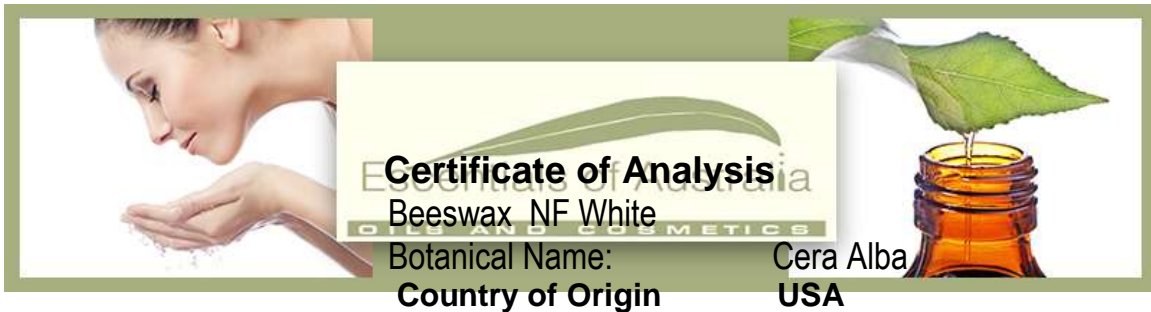 Certificate of Analysis
Escentials of Australia
Beeswax NF White
OILS AND COSMETICS
Botanical Name: Cera Alba
Country of Origin USA